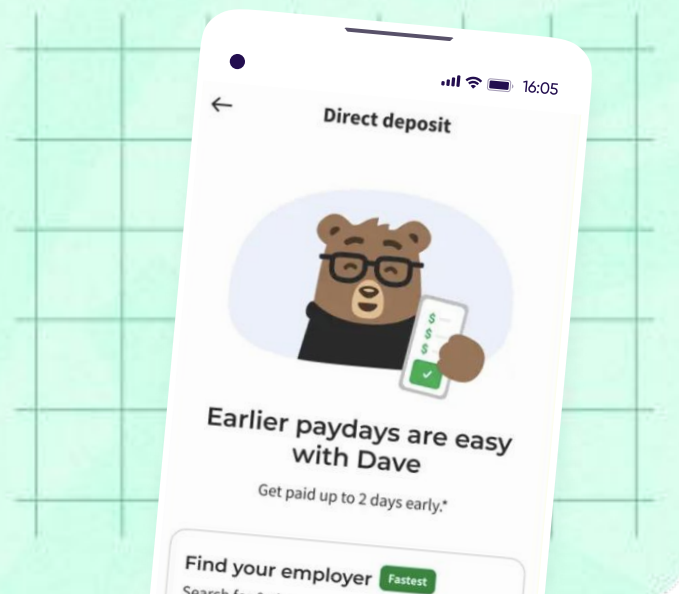 16:05
Direct deposit
$
$
$
Earlier paydays are easy
with Dave
Get paid up to 2 days early.*
Find your employer Fastest